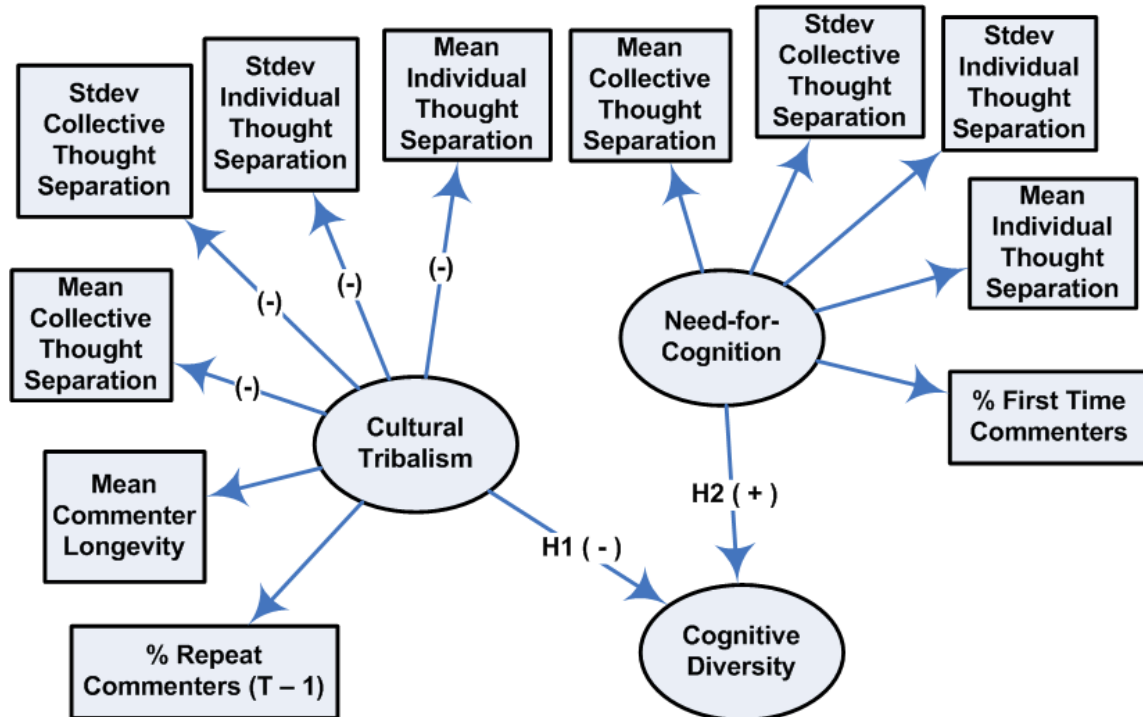 Stdev
Collective
Thought
Separation
Stdev
Individual
Thought
Separation
Mean
Individual
Thought
Separation
Mean
Collective
Thought
Separation
Stdev
Collective
Thought
Separation
Stdev
Individual
Thought
Separation
Mean
Individual
Thought
Separation
(-)
(-)
(-)
(-)
Mean
Collective
Thought
Separation
Need-for-
Cognition
Cultural
Tribalism
% First Time
Commenters
Mean
Commenter
Longevity
H2 ( + )
H1 ( - )
% Repeat
Commenters (T – 1)
Cognitive
Diversity